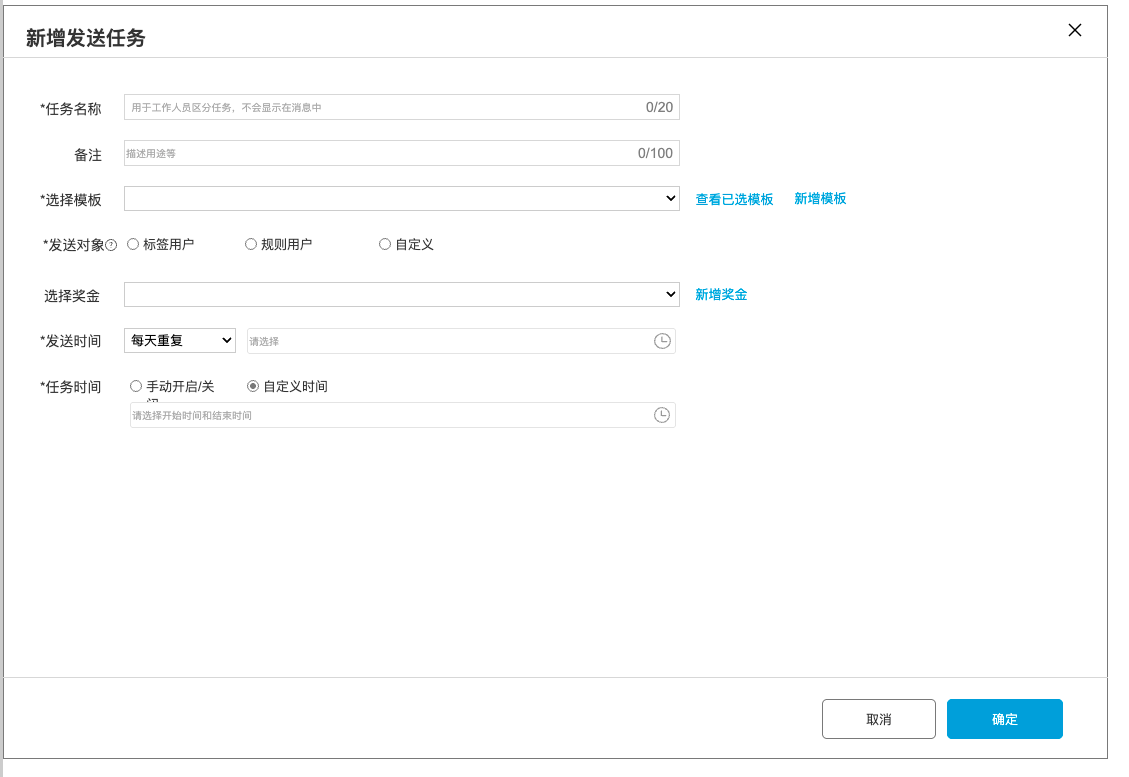 新增发送任务
*任务名称 用于工作人员区分任务，不会显示在消息中 0/20
备注 描述用途等 0/100
*选择模板 查看已选模板 新增模板
*发送对象? 标签用户 规则用户 自定义
选择奖金 新增奖金
*发送时间 每天重复 请选择
*任务时间 手动开启/关 自定义时间
请选择开始时间和结束时间
取消 确定